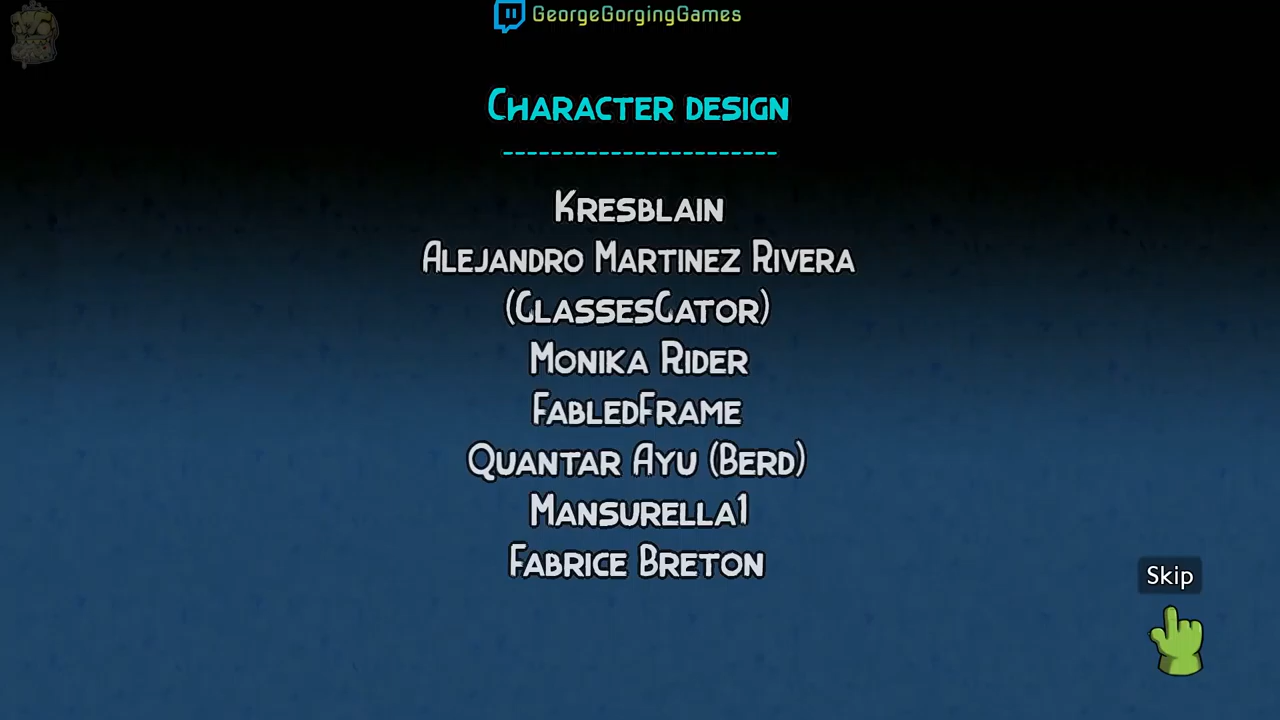 GeorgeGorgingGames
Character design
-----------------------
Kresblain
Alejandro Martinez Rivera
(GlassesGator)
Monika Rider
FabledFrame
Quantar Ayu (Berd)
Mansurella1
Fabrice Breton
Skip